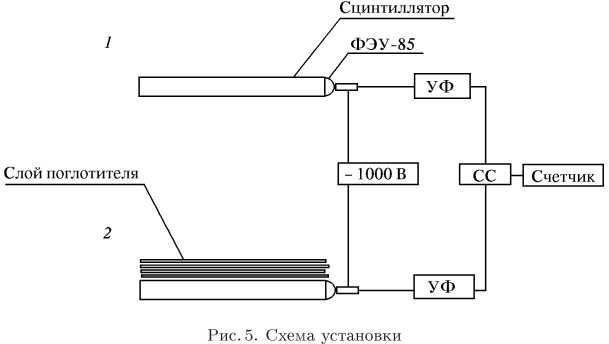 Сцинтиллятор
1
ФЭУ-85
УФ
Слой поглотителя
– 1000 В
СС
Счетчик
2
УФ
Рис. 5. Схема установки